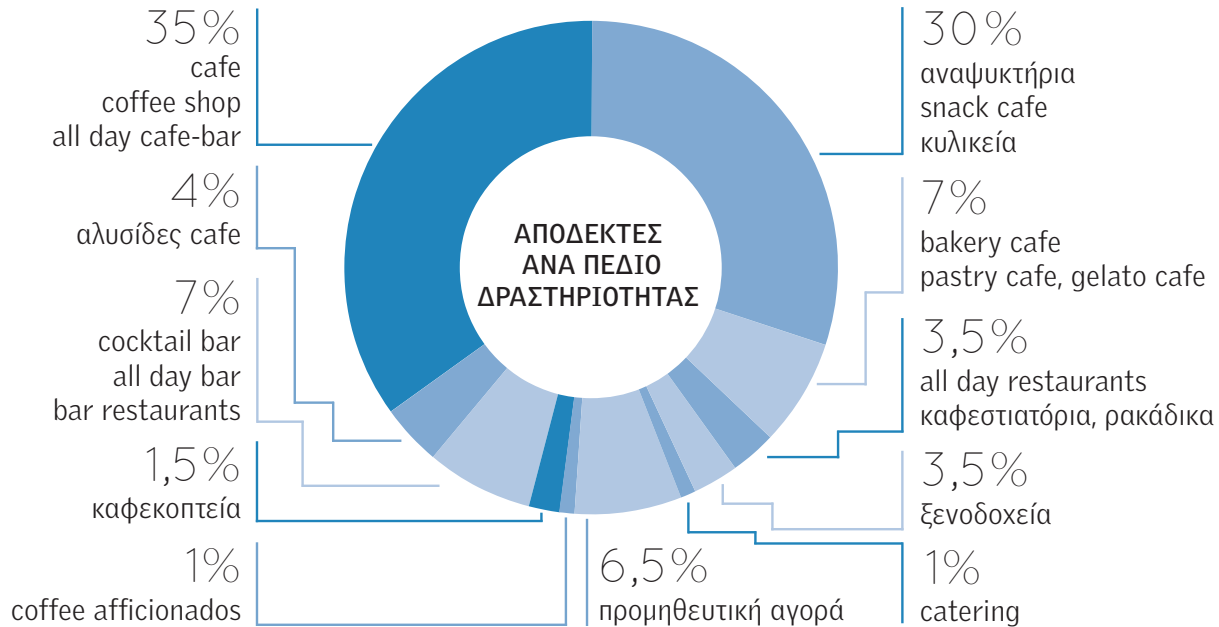 35%
cafe
coffee shop
all day cafe-bar
4%
αλυσίδες cafe
7%
cocktail bar
all day bar
bar restaurants
1,5%
καφεκοπτεία
1%
coffee afficionados
ΑΠΟΔΕΚΤΕΣ
ΑΝΑ ΠΕΔΙΟ
ΔΡΑΣΤΗΡΙΟΤΗΤΑΣ
30%
αναψυκτήρια
snack cafe
κυλικεία
7%
bakery cafe
pastry cafe, gelato cafe
3,5%
all day restaurants
καφεστιατόρια, ρακάδικα
3,5%
ξενοδοχεία
1%
catering
6,5%
προμηθευτική αγορά